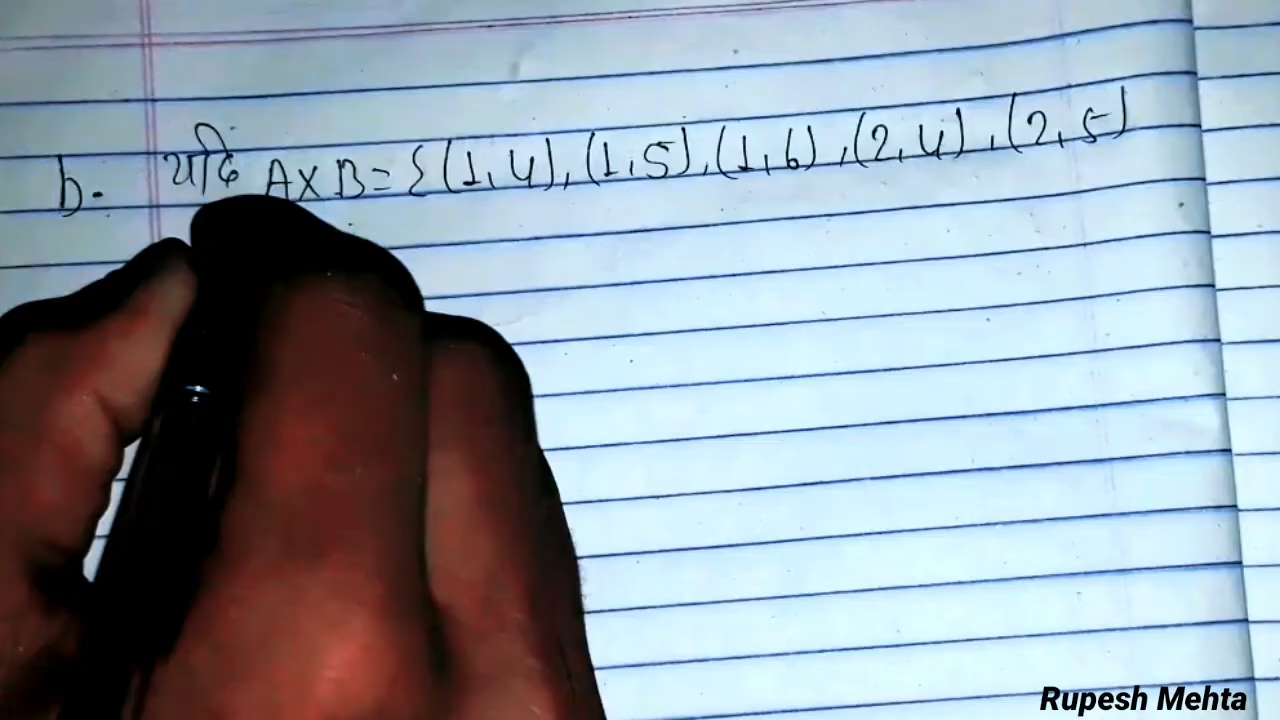 b. यदि A×B={(1,4),(1,5),(1,6),(2,4),(2,5)
Rupesh Mehta